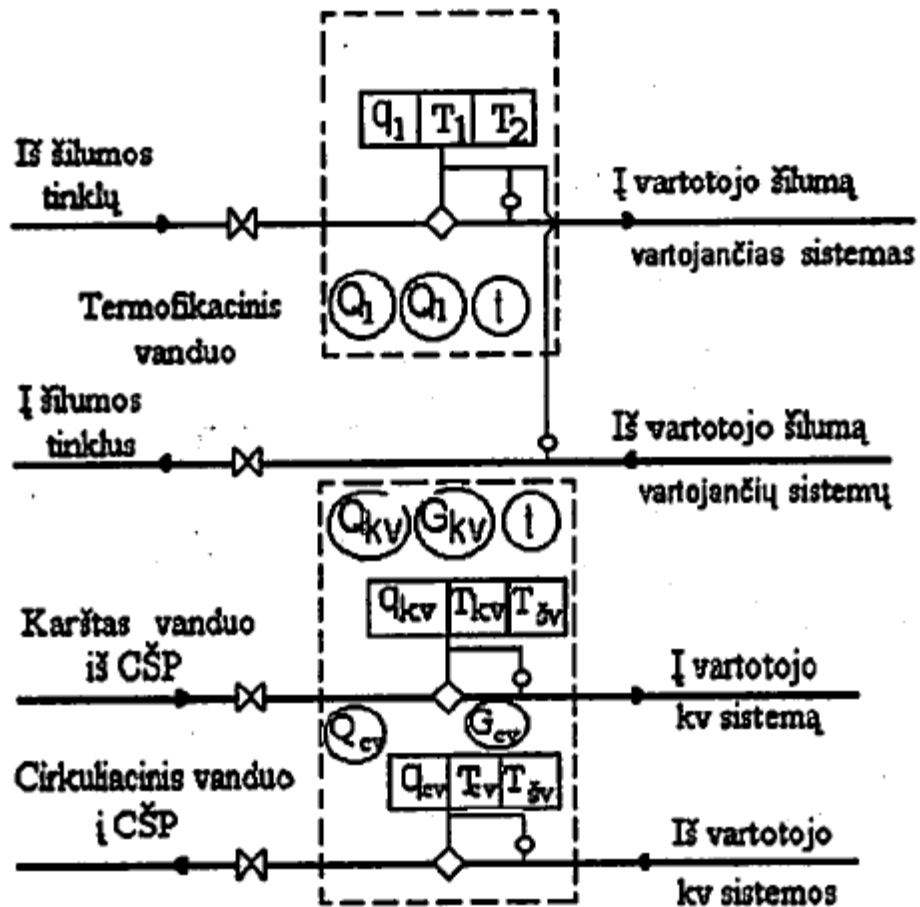 q₁ T₁ T₂
Iš šilumos
tinklų
Į vartotojo šilumą
vartojančias sistemas
Q₁ Q₁ t
Termofikacinis
vanduo
Į šilumos
tinklus
Iš vartotojo šilumą
vartojančių sistemų
Qkv Gkv t
qkv Tkv Tšv
Karštas vanduo
iš CŠP
Į vartotojo
kv sistemą
Qcv Gcv
qcv Tcv Tšv
Cirkuliacinis vanduo
į CŠP
Iš vartotojo
kv sistemos